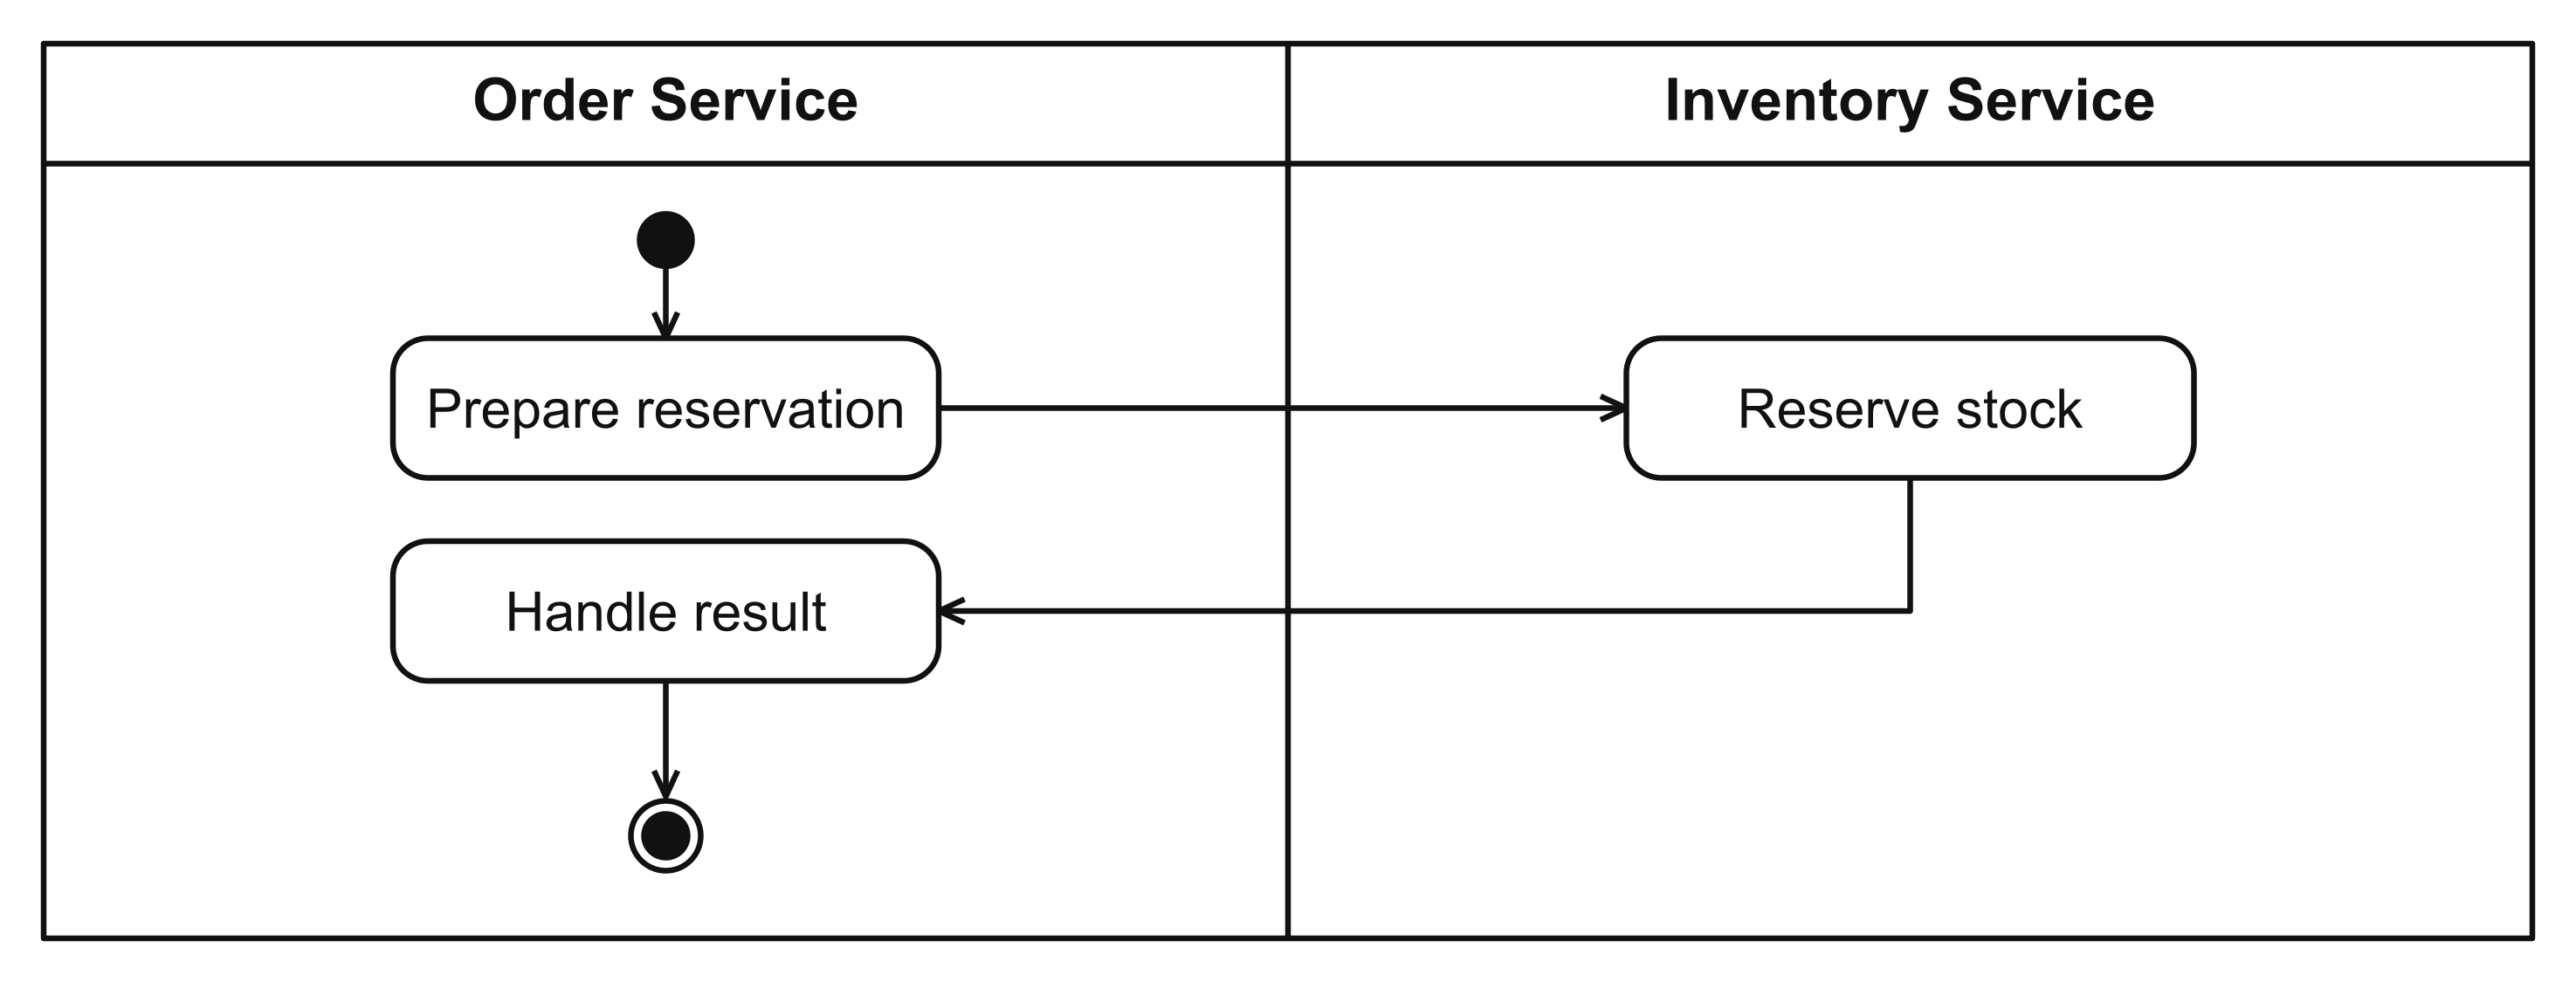 Order Service
Inventory Service
Prepare reservation
Reserve stock
Handle result